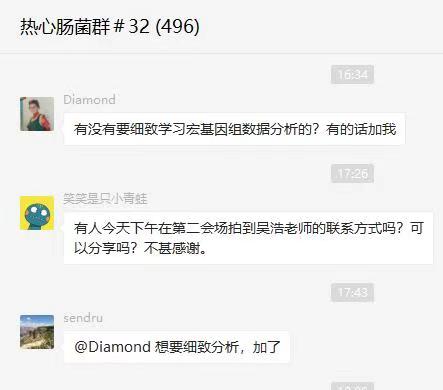 热心肠菌群＃32 (496)
16:34
Diamond
有没有要细致学习宏基因组数据分析的？有的话加我
17:26
笑笑是只小青蛙
有人今天下午在第二会场拍到吴浩老师的联系方式吗？可
以分享吗？不甚感谢。
17:43
sendru
@Diamond 想要细致分析，加了